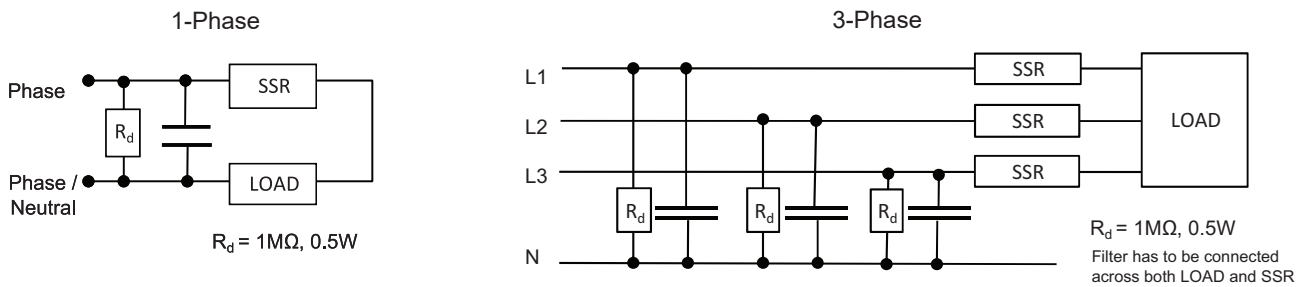 1-Phase
Phase
SSR
Rd
Phase /
Neutral
LOAD
Rd = 1MΩ, 0.5W
3-Phase
L1
SSR
L2
SSR
LOAD
L3
SSR
Rd
Rd
Rd
N
Rd = 1MΩ, 0.5W
Filter has to be connected
across both LOAD and SSR